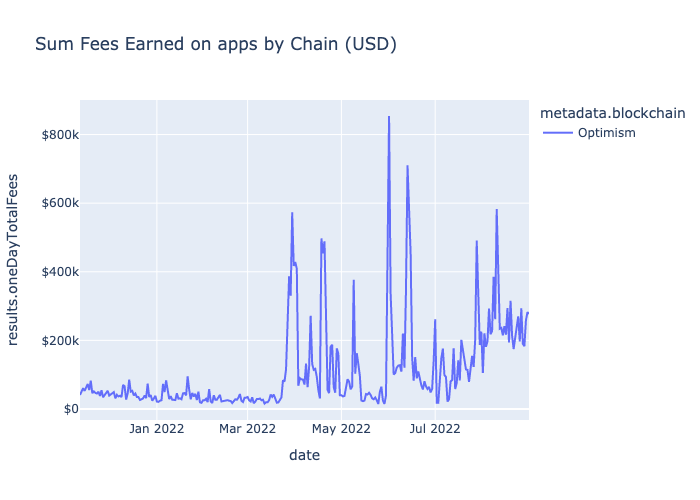 Sum Fees Earned on apps by Chain (USD)
metadata.blockchain
Optimism
results.oneDayTotalFees
$800k
$600k
$400k
$200k
$0
Jan 2022
Mar 2022
May 2022
Jul 2022
date